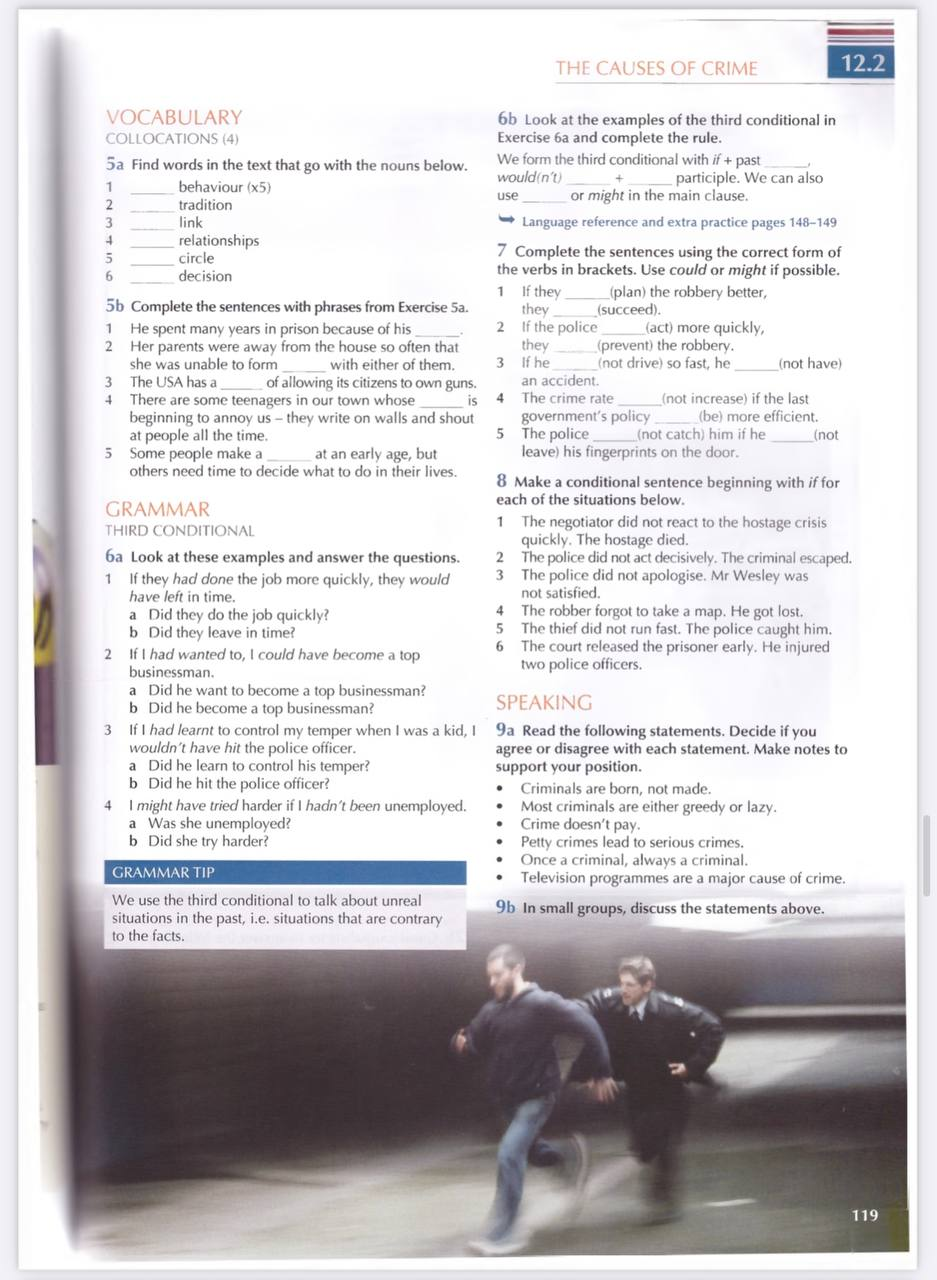 THE CAUSES OF CRIME
12.2
VOCABULARY
COLLOCATIONS (4)
5a Find words in the text that go with the nouns below.
1 _____ behaviour (x5)
2 _____ tradition
3 _____ link
4 _____ relationships
5 _____ circle
6 _____ decision
5b Complete the sentences with phrases from Exercise 5a.
1 He spent many years in prison because of his _____.
2 Her parents were away from the house so often that
she was unable to form _____ with either of them.
3 The USA has a _____ of allowing its citizens to own guns.
4 There are some teenagers in our town whose _____ is
beginning to annoy us – they write on walls and shout
at people all the time.
5 Some people make a _____ at an early age, but
others need time to decide what to do in their lives.
GRAMMAR
THIRD CONDITIONAL
6a Look at these examples and answer the questions.
1 If they had done the job more quickly, they would
have left in time.
a Did they do the job quickly?
b Did they leave in time?
2 If I had wanted to, I could have become a top
businessman.
a Did he want to become a top businessman?
b Did he become a top businessman?
3 If I had learnt to control my temper when I was a kid, I
wouldn't have hit the police officer.
a Did he learn to control his temper?
b Did he hit the police officer?
4 I might have tried harder if I hadn't been unemployed.
a Was she unemployed?
b Did she try harder?
GRAMMAR TIP
We use the third conditional to talk about unreal
situations in the past, i.e. situations that are contrary
to the facts.
6b Look at the examples of the third conditional in
Exercise 6a and complete the rule.
We form the third conditional with if + past _____,
would(n't) _____ + _____ participle. We can also
use _____ or might in the main clause.
➥ Language reference and extra practice pages 148–149
7 Complete the sentences using the correct form of
the verbs in brackets. Use could or might if possible.
1 If they _____ (plan) the robbery better,
they _____ (succeed).
2 If the police _____ (act) more quickly,
they _____ (prevent) the robbery.
3 If he _____ (not drive) so fast, he _____ (not have)
an accident.
4 The crime rate _____ (not increase) if the last
government's policy _____ (be) more efficient.
5 The police _____ (not catch) him if he _____ (not
leave) his fingerprints on the door.
8 Make a conditional sentence beginning with if for
each of the situations below.
1 The negotiator did not react to the hostage crisis
quickly. The hostage died.
2 The police did not act decisively. The criminal escaped.
3 The police did not apologise. Mr Wesley was
not satisfied.
4 The robber forgot to take a map. He got lost.
5 The thief did not run fast. The police caught him.
6 The court released the prisoner early. He injured
two police officers.
SPEAKING
9a Read the following statements. Decide if you
agree or disagree with each statement. Make notes to
support your position.
• Criminals are born, not made.
• Most criminals are either greedy or lazy.
• Crime doesn't pay.
• Petty crimes lead to serious crimes.
• Once a criminal, always a criminal.
• Television programmes are a major cause of crime.
9b In small groups, discuss the statements above.
119